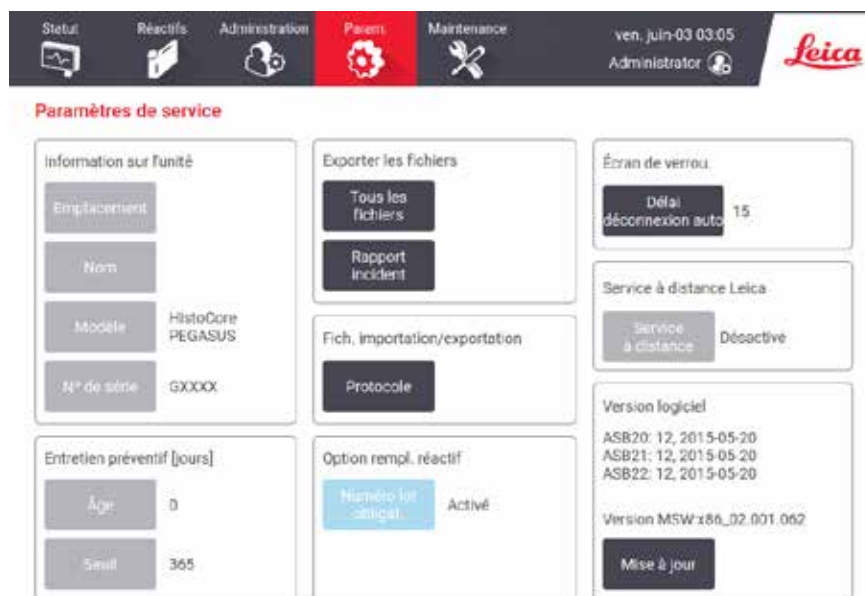 Statut
Réactifs
Administration
Param.
Maintenance
ven. juin-03 03:05
Administrator
Leica
Paramètres de service
Information sur l'unité
Emplacement
Nom
Modèle
HistoCore
PEGASUS
N° de série
GXXXX
Entretien préventif [jours]
Âge
0
Seuil
365
Exporter les fichiers
Tous les
fichiers
Rapport
incident
Fich. importation/exportation
Protocole
Option rempl. réactif
Numéro lot
obligat.
Activé
Écran de verrou.
Délai
déconnexion auto
15
Service à distance Leica
Service
à distance
Désactive
Version logiciel
ASB20: 12, 2015-05-20
ASB21: 12, 2015-05-20
ASB22: 12, 2015-05-20
Version MSW:x86_02.001.062
Mise à jour